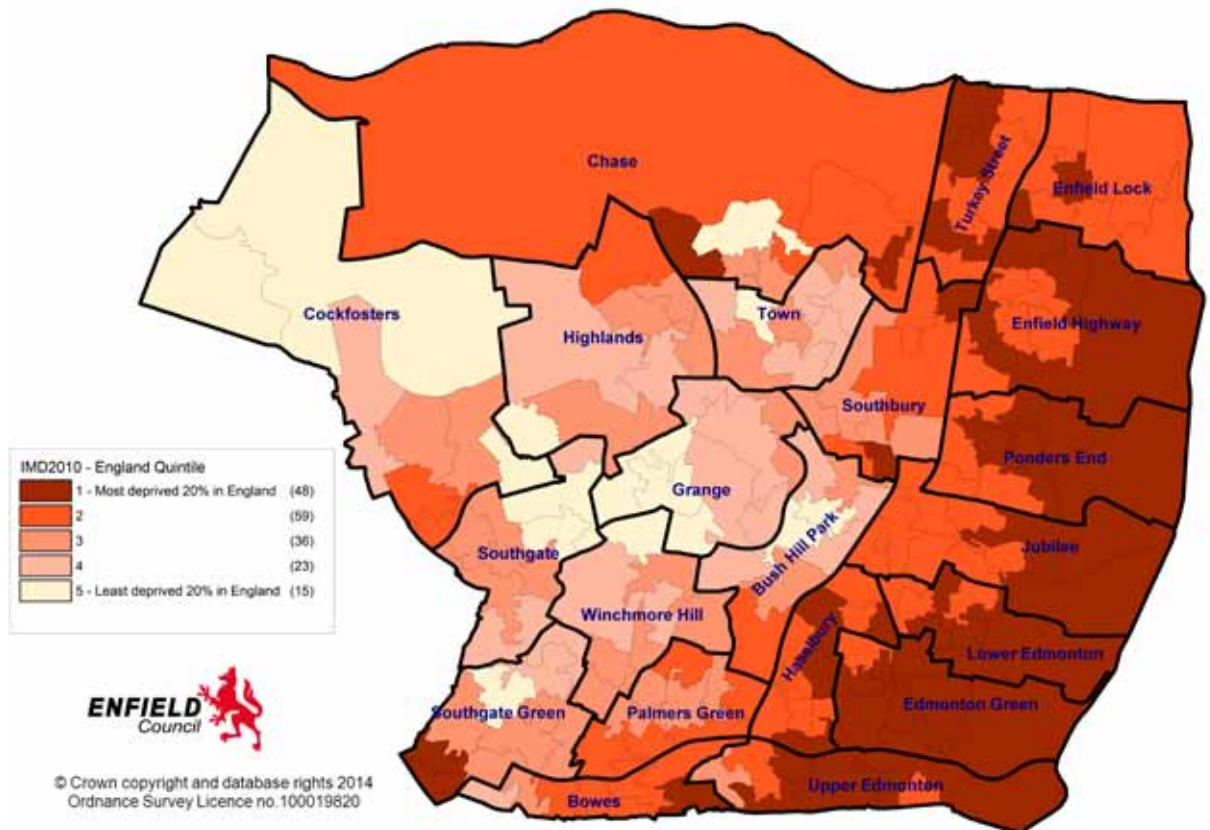 Chase
Turkey Street
Enfield Lock
Cockfosters
Highlands
Town
Enfield Highway
Southbury
Ponders End
Grange
Southgate
Bush Hill Park
Jubilee
Winchmore Hill
Haselbury
Lower Edmonton
Edmonton Green
Southgate Green
Palmers Green
Upper Edmonton
Bowes
IMD2010 - England Quintile
1 - Most deprived 20% in England (48)
2 (59)
3 (36)
4 (23)
5 - Least deprived 20% in England (15)
ENFIELD
Council
© Crown copyright and database rights 2014
Ordnance Survey Licence no.100019820